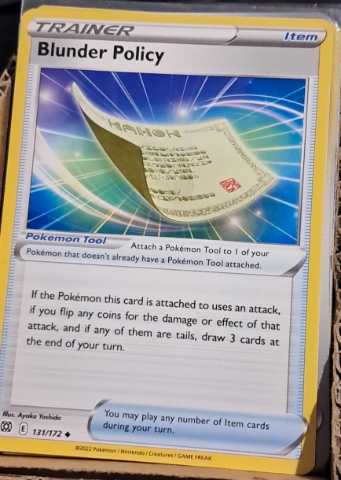 TRAINER Item
Blunder Policy
Pokémon Tool Attach a Pokémon Tool to 1 of your
Pokémon that doesn't already have a Pokémon Tool attached.
If the Pokémon this card is attached to uses an attack,
if you flip any coins for the damage or effect of that
attack, and if any of them are tails, draw 3 cards at
the end of your turn.
Illus. Ayaka Yoshida
E 131/172
You may play any number of Item cards
during your turn.
©2022 Pokémon / Nintendo / Creatures / GAME FREAK